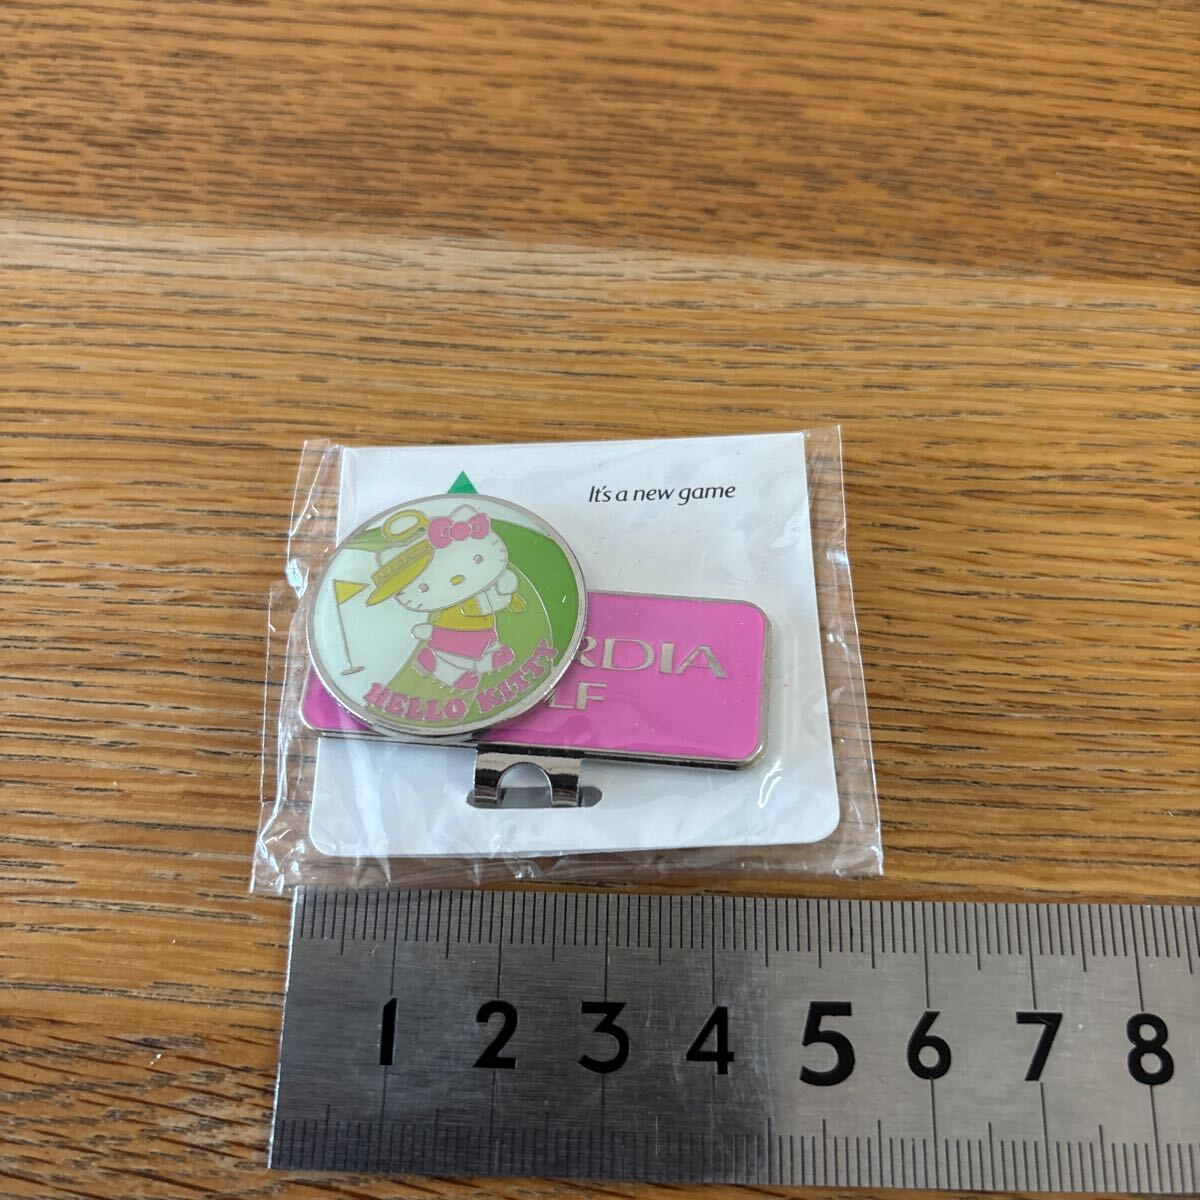 It's a new game
RDIA
LF
HELLO KITTY
1 2 3 4 5 6 7 8